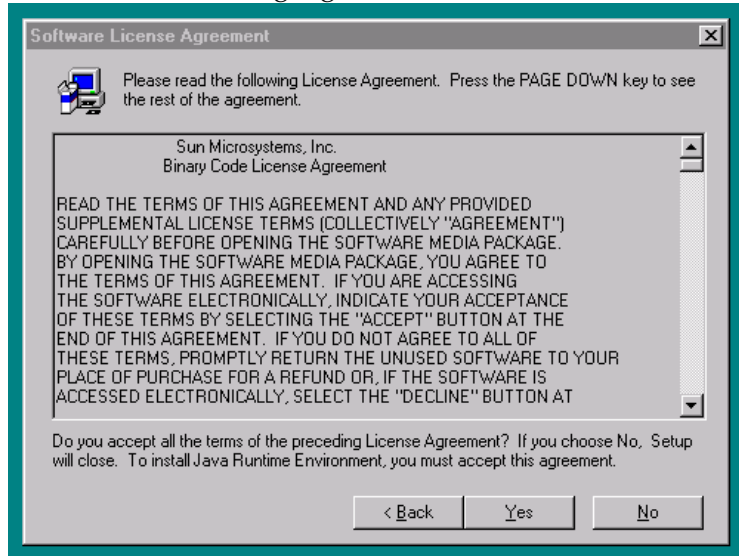 Software License Agreement
Please read the following License Agreement. Press the PAGE DOWN key to see
the rest of the agreement.
Sun Microsystems, Inc.
Binary Code License Agreement
READ THE TERMS OF THIS AGREEMENT AND ANY PROVIDED
SUPPLEMENTAL LICENSE TERMS (COLLECTIVELY "AGREEMENT")
CAREFULLY BEFORE OPENING THE SOFTWARE MEDIA PACKAGE.
BY OPENING THE SOFTWARE MEDIA PACKAGE, YOU AGREE TO
THE TERMS OF THIS AGREEMENT. IF YOU ARE ACCESSING
THE SOFTWARE ELECTRONICALLY, INDICATE YOUR ACCEPTANCE
OF THESE TERMS BY SELECTING THE "ACCEPT" BUTTON AT THE
END OF THIS AGREEMENT. IF YOU DO NOT AGREE TO ALL OF
THESE TERMS, PROMPTLY RETURN THE UNUSED SOFTWARE TO YOUR
PLACE OF PURCHASE FOR A REFUND OR, IF THE SOFTWARE IS
ACCESSED ELECTRONICALLY, SELECT THE "DECLINE" BUTTON AT
Do you accept all the terms of the preceding License Agreement? If you choose No, Setup
will close. To install Java Runtime Environment, you must accept this agreement.
< Back Yes No